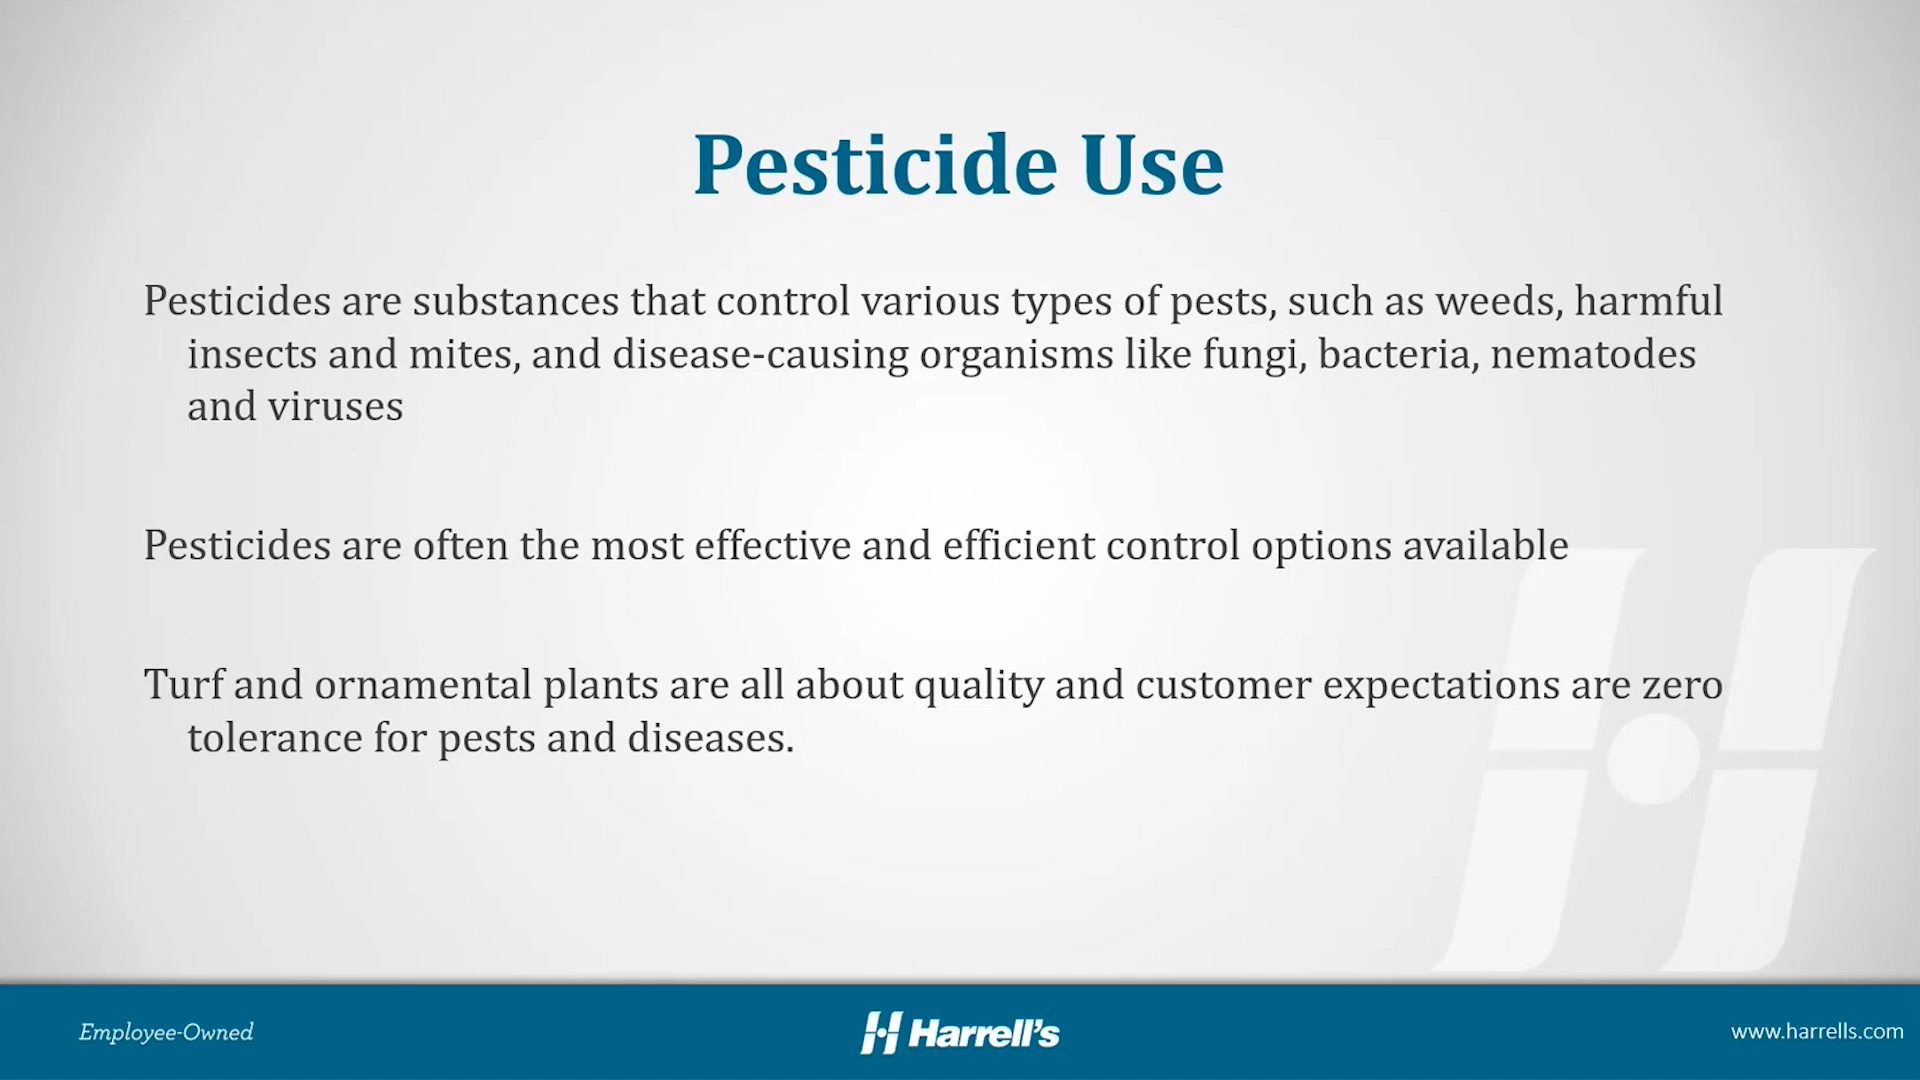 Pesticide Use
Pesticides are substances that control various types of pests, such as weeds, harmful
insects and mites, and disease-causing organisms like fungi, bacteria, nematodes
and viruses
Pesticides are often the most effective and efficient control options available
Turf and ornamental plants are all about quality and customer expectations are zero
tolerance for pests and diseases.
Employee-Owned
Harrell's
www.harrells.com